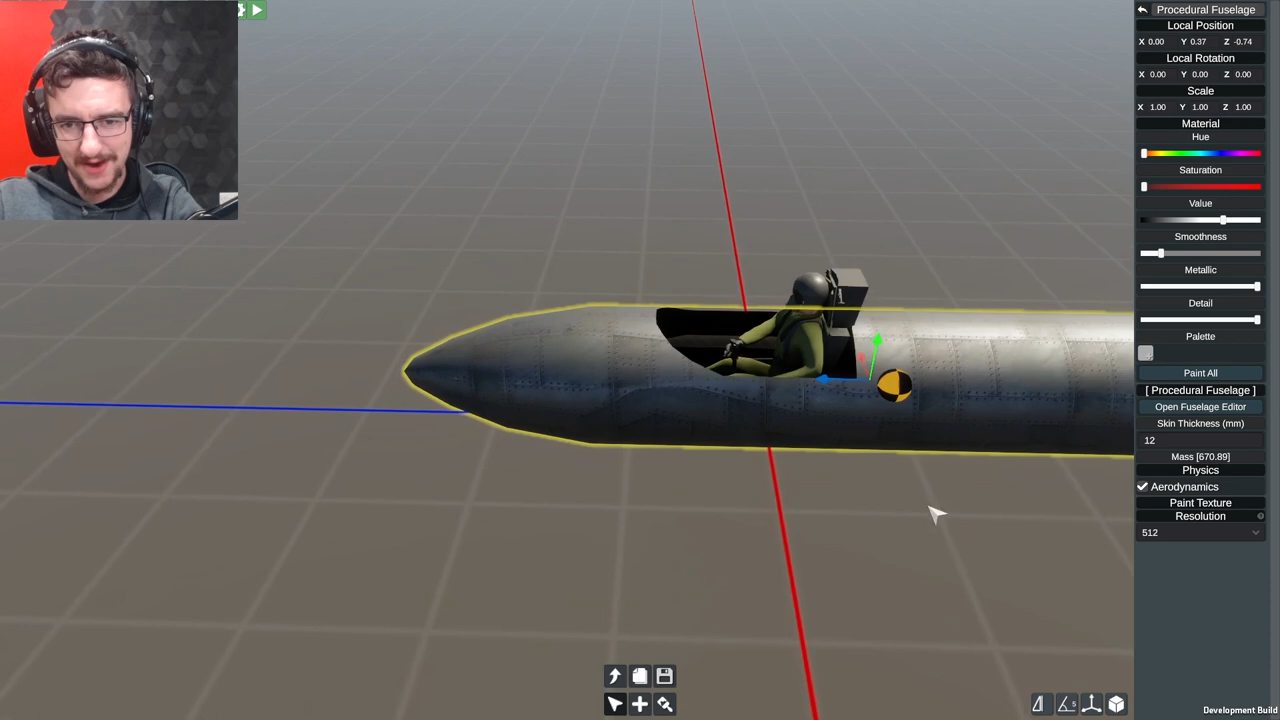 Procedural Fuselage
Local Position
X 0.00 Y 0.37 Z -0.74
Local Rotation
X 0.00 Y 0.00 Z 0.00
Scale
X 1.00 Y 1.00 Z 1.00
Material
Hue
Saturation
Value
Smoothness
Metallic
Detail
Palette
Paint All
[ Procedural Fuselage ]
Open Fuselage Editor
Skin Thickness (mm)
12
Mass [670.89]
Physics
Aerodynamics
Paint Texture
Resolution
512
Development Build